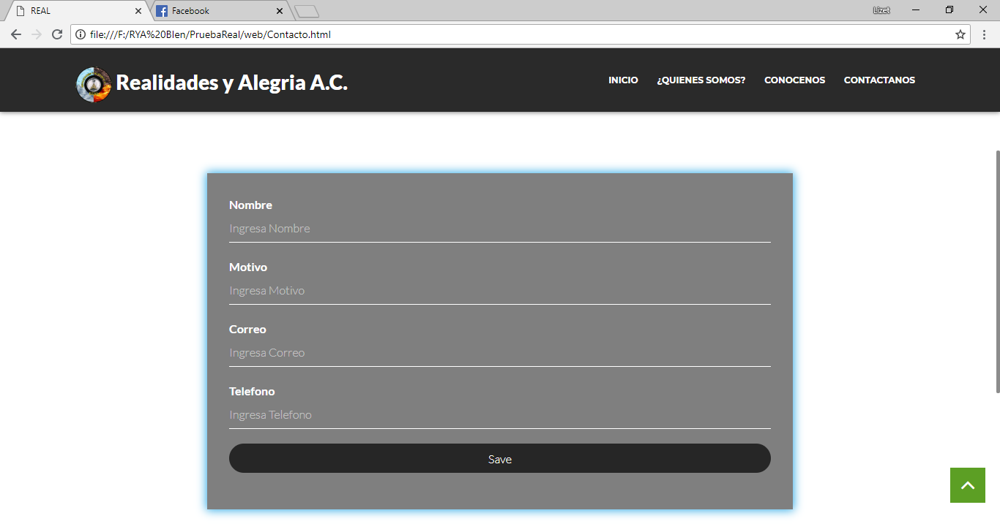 REAL
Facebook
Lizet
file:///F:/RYA%20BIen/PruebaReal/web/Contacto.html
Realidades y Alegria A.C.
INICIO
¿QUIENES SOMOS?
CONOCENOS
CONTACTANOS
Nombre
Ingresa Nombre
Motivo
Ingresa Motivo
Correo
Ingresa Correo
Telefono
Ingresa Telefono
Save